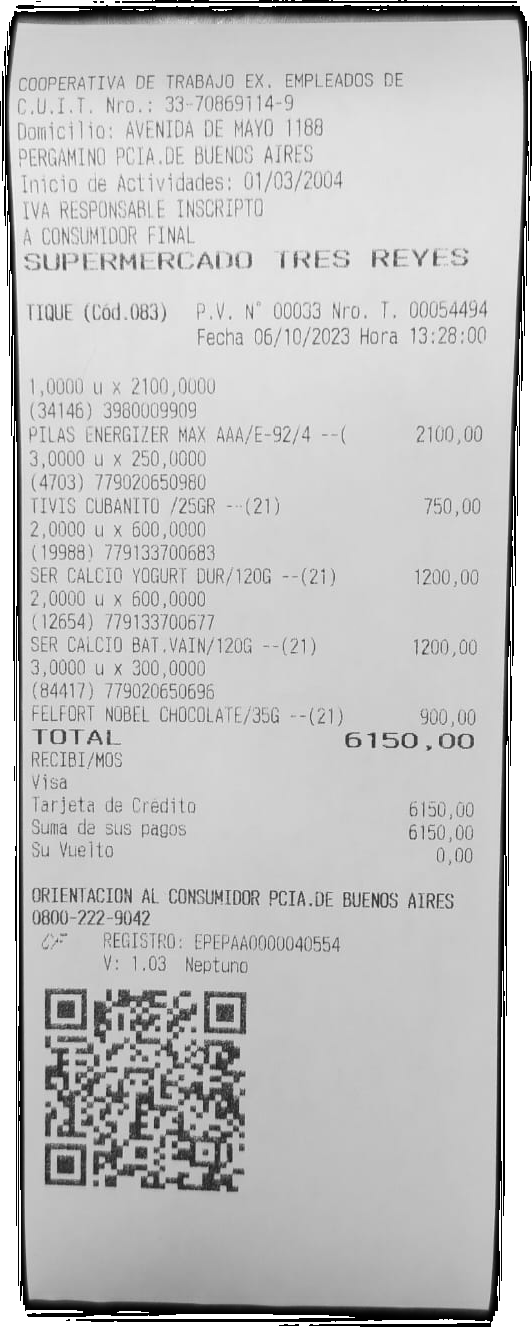 COOPERATIVA DE TRABAJO EX. EMPLEADOS DE
C.U.I.T. Nro.: 33-70869114-9
Domicilio: AVENIDA DE MAYO 1188
PERGAMINO PCIA.DE BUENOS AIRES
Inicio de Actividades: 01/03/2004
IVA RESPONSABLE INSCRIPTO
A CONSUMIDOR FINAL
SUPERMERCADO TRES REYES
TIQUE (Cód.083) P.V. N° 00033 Nro. T. 00054494
Fecha 06/10/2023 Hora 13:28:00
1,0000 u x 2100,0000
(34146) 3980009909
PILAS ENERGIZER MAX AAA/E-92/4 --( 2100,00
3,0000 u x 250,0000
(4703) 779020650980
TIVIS CUBANITO /25GR --(21) 750,00
2,0000 u x 600,0000
(19988) 779133700683
SER CALCIO YOGURT DUR/120G --(21) 1200,00
2,0000 u x 600,0000
(12654) 779133700677
SER CALCIO BAT.VAIN/120G --(21) 1200,00
3,0000 u x 300,0000
(84417) 779020650696
FELFORT NOBEL CHOCOLATE/35G --(21) 900,00
TOTAL 6150,00
RECIBI/MOS
Visa
Tarjeta de Crédito 6150,00
Suma de sus pagos 6150,00
Su Vuelto 0,00
ORIENTACION AL CONSUMIDOR PCIA.DE BUENOS AIRES
0800-222-9042
CF REGISTRO: EPEPAA0000040554
V: 1.03 Neptuno